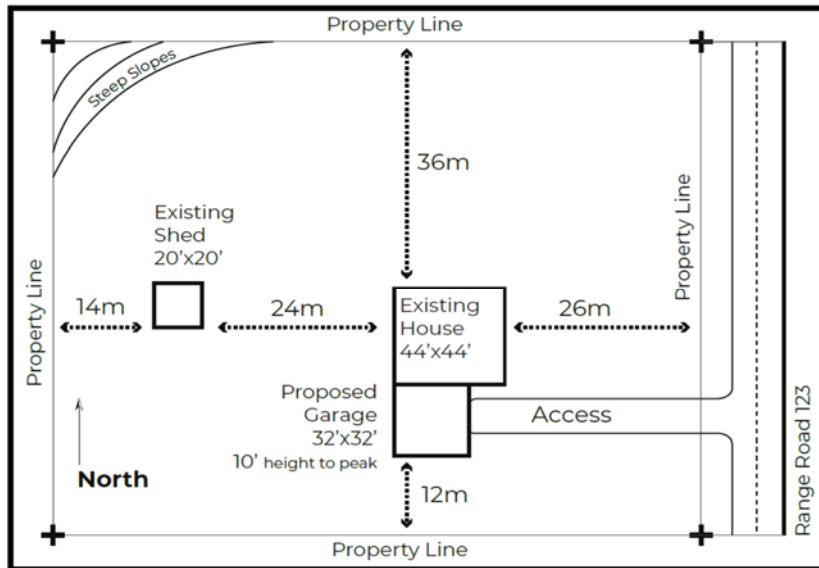 Property Line
Steep Slopes
36m
Property Line
Existing
Shed
20'x20'
Property Line
14m
24m
Existing
House
44'x44'
26m
Proposed
Garage
32'x32'
10' height to peak
Access
Range Road 123
North
12m
Property Line